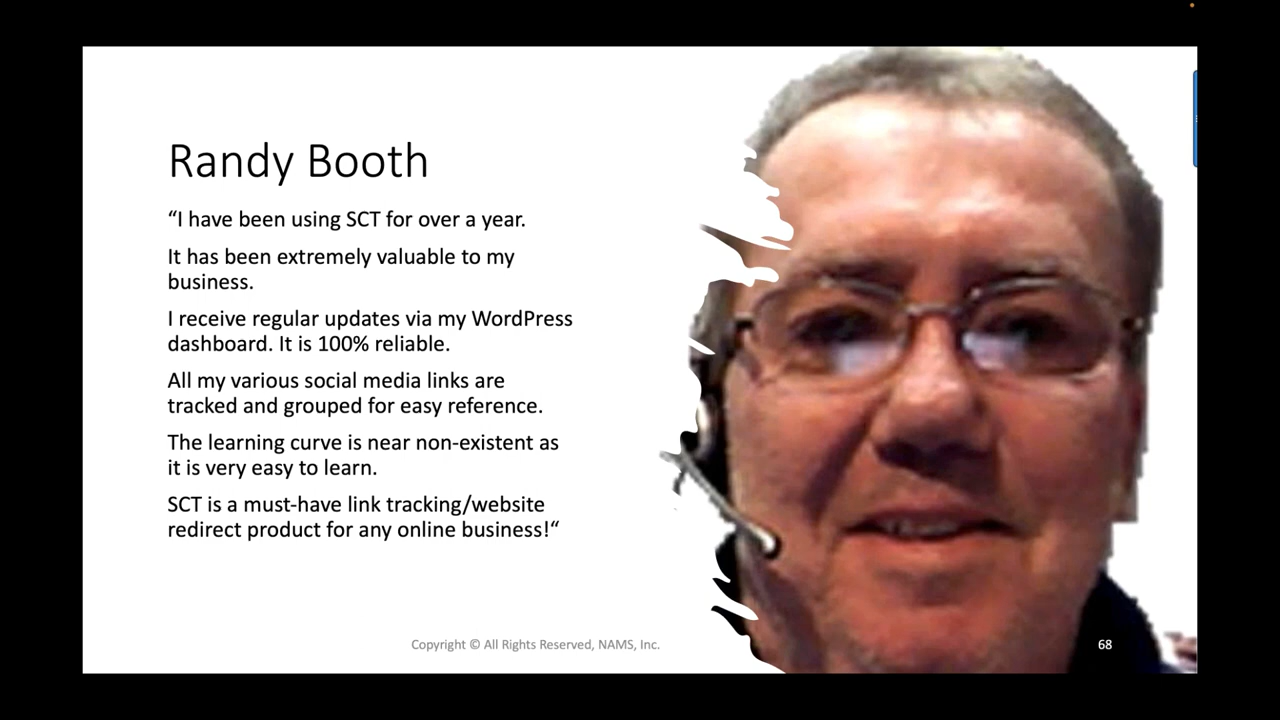 Randy Booth
“I have been using SCT for over a year.
It has been extremely valuable to my
business.
I receive regular updates via my WordPress
dashboard. It is 100% reliable.
All my various social media links are
tracked and grouped for easy reference.
The learning curve is near non-existent as
it is very easy to learn.
SCT is a must-have link tracking/website
redirect product for any online business!“
Copyright © All Rights Reserved, NAMS, Inc.
68